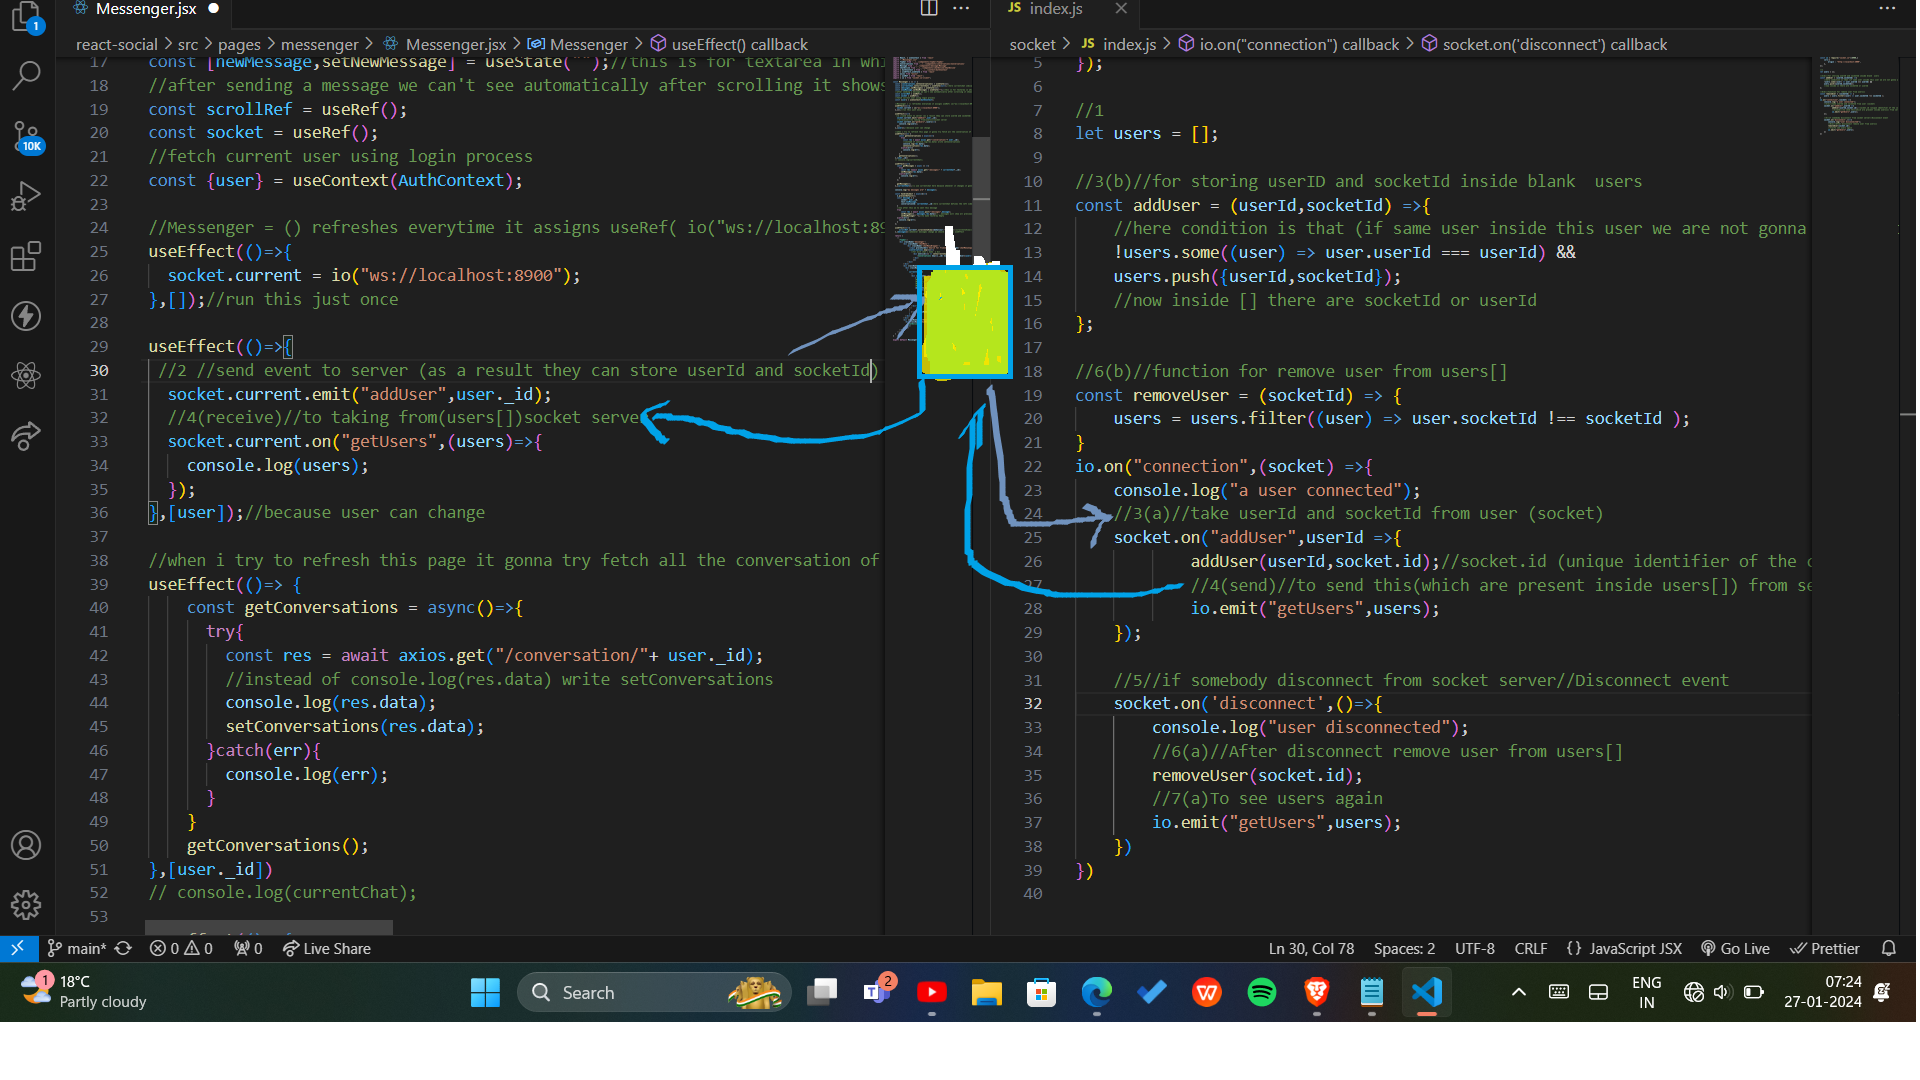 Messenger.jsx
index.js
react-social > src > pages > messenger > Messenger.jsx > Messenger > useEffect() callback
socket > index.js > io.on("connection") callback > socket.on('disconnect') callback
17 const [newMessage,setNewMessage] = useState("");//this is for textarea in whi
18 //after sending a message we can't see automatically after scrolling it shows
19 const scrollRef = useRef();
20 const socket = useRef();
21 //fetch current user using login process
22 const {user} = useContext(AuthContext);
23
24 //Messenger = () refreshes everytime it assigns useRef( io("ws://localhost:89
25 useEffect(()=>{
26 socket.current = io("ws://localhost:8900");
27 },[]);//run this just once
28
29 useEffect(()=>{
30 //2 //send event to server (as a result they can store userId and socketId)
31 socket.current.emit("addUser",user._id);
32 //4(receive)//to taking from(users[])socket serve
33 socket.current.on("getUsers",(users)=>{
34 console.log(users);
35 });
36 },[user]);//because user can change
37
38 //when i try to refresh this page it gonna try fetch all the conversation of
39 useEffect(()=> {
40 const getConversations = async()=>{
41 try{
42 const res = await axios.get("/conversation/"+ user._id);
43 //instead of console.log(res.data) write setConversations
44 console.log(res.data);
45 setConversations(res.data);
46 }catch(err){
47 console.log(err);
48 }
49 }
50 getConversations();
51 },[user._id])
52 // console.log(currentChat);
53
5 });
6
7 //1
8 let users = [];
9
10 //3(b)//for storing userID and socketId inside blank  users
11 const addUser = (userId,socketId) =>{
12 //here condition is that (if same user inside this user we are not gonna
13 !users.some((user) => user.userId === userId) &&
14 users.push({userId,socketId});
15 //now inside [] there are socketId or userId
16 };
17
18 //6(b)//function for remove user from users[]
19 const removeUser = (socketId) => {
20 users = users.filter((user) => user.socketId !== socketId );
21 }
22 io.on("connection",(socket) =>{
23 console.log("a user connected");
24 //3(a)//take userId and socketId from user (socket)
25 socket.on("addUser",userId =>{
26 addUser(userId,socket.id);//socket.id (unique identifier of the
27 //4(send)//to send this(which are present inside users[]) from se
28 io.emit("getUsers",users);
29 });
30
31 //5//if somebody disconnect from socket server//Disconnect event
32 socket.on('disconnect',()=>{
33 console.log("user disconnected");
34 //6(a)//After disconnect remove user from users[]
35 removeUser(socket.id);
36 //7(a)To see users again
37 io.emit("getUsers",users);
38 })
39 })
40
1
10K
main* 0 0 0 Live Share
Ln 30, Col 78 Spaces: 2 UTF-8 CRLF {} JavaScript JSX Go Live Prettier
1 18°C
Partly cloudy
Search
2
ENG
IN
07:24
27-01-2024